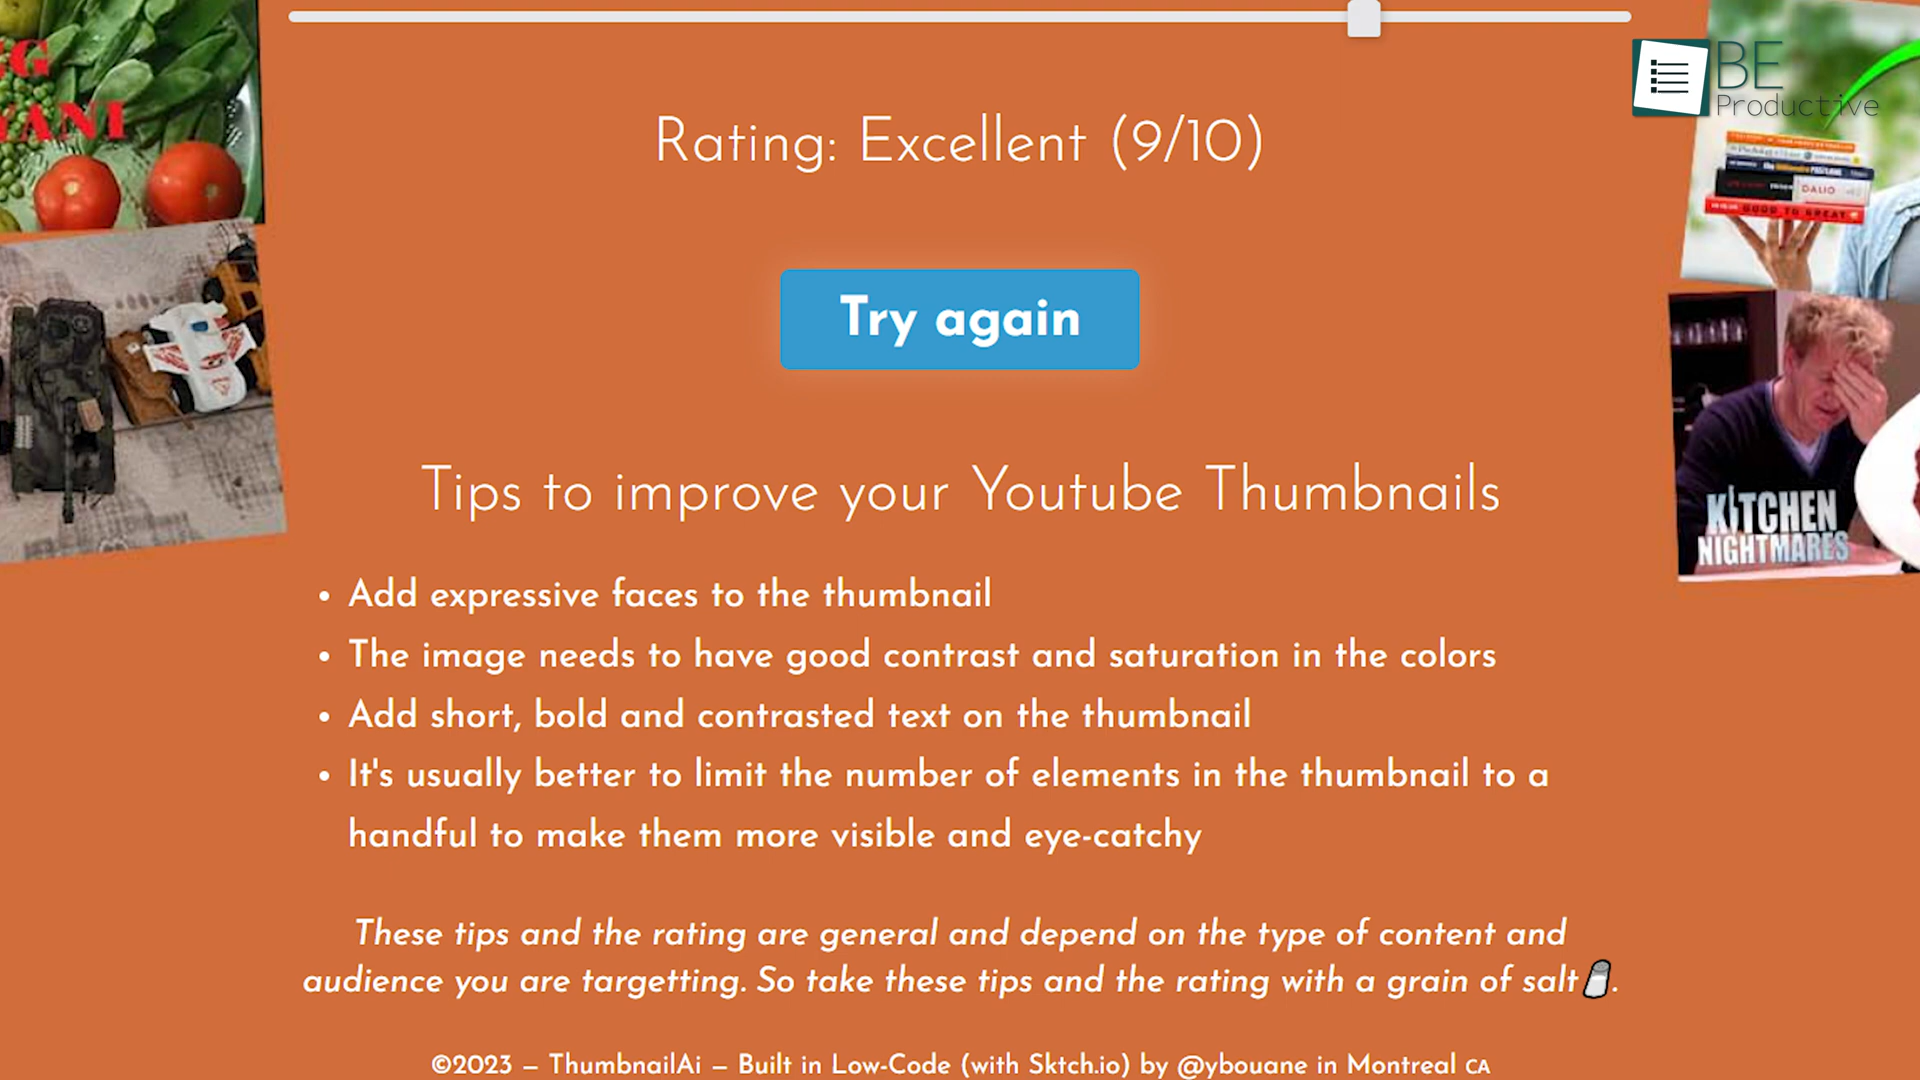 BE
Productive
Rating: Excellent (9/10)
DALIO
GOOD TO GREAT
Try again
Tips to improve your Youtube Thumbnails
KITCHEN
NIGHTMARES
• Add expressive faces to the thumbnail
• The image needs to have good contrast and saturation in the colors
• Add short, bold and contrasted text on the thumbnail
• It's usually better to limit the number of elements in the thumbnail to a
handful to make them more visible and eye-catchy
These tips and the rating are general and depend on the type of content and
audience you are targetting. So take these tips and the rating with a grain of salt🧂.
©2023 – ThumbnailAi – Built in Low-Code (with Sktch.io) by @ybouane in Montreal CA